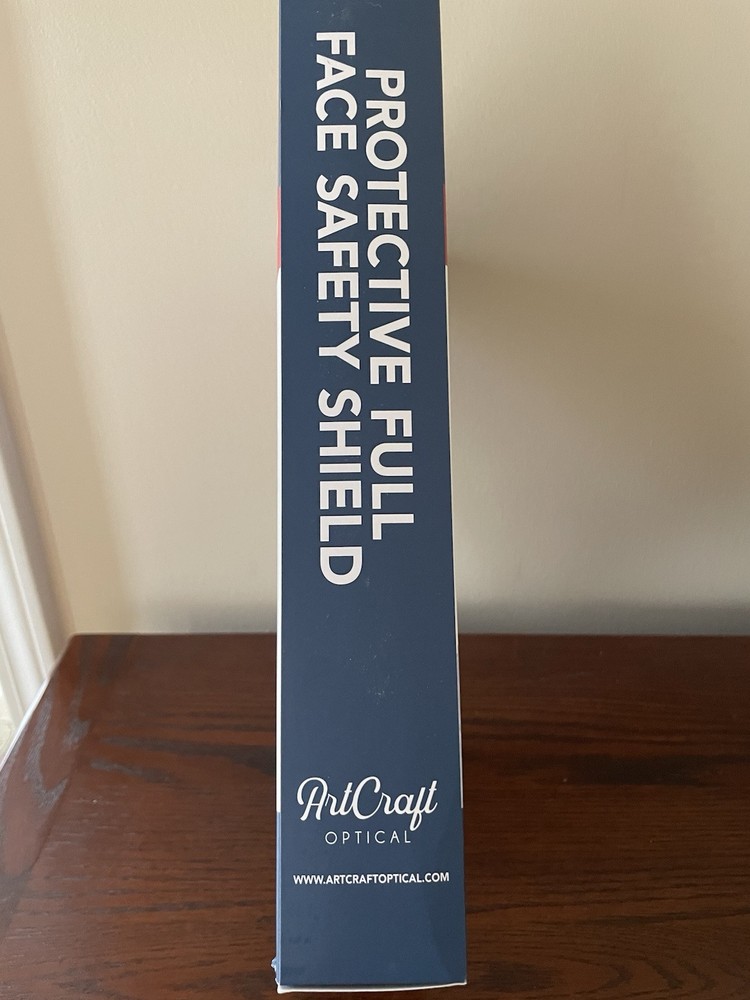 PROTECTIVE FULL
FACE SAFETY SHIELD
ArtCraft
OPTICAL
WWW.ARTCRAFTOPTICAL.COM